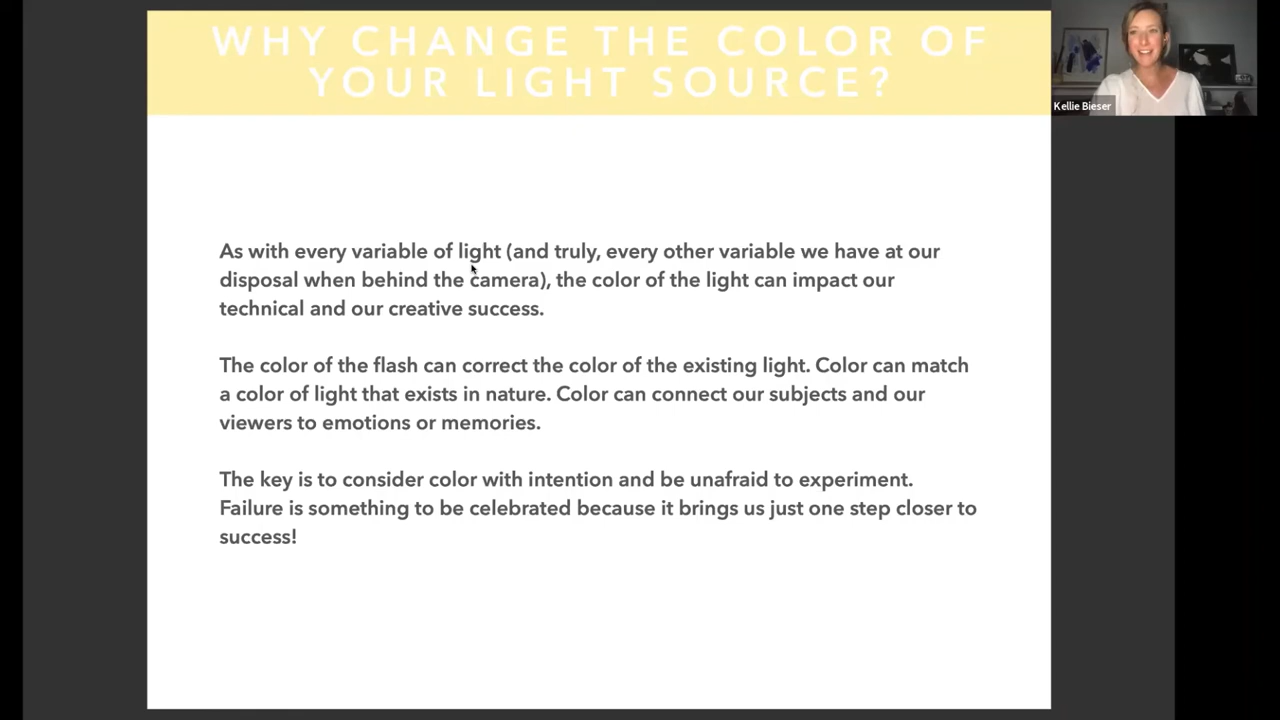 WHY CHANGE THE COLOR OF
YOUR LIGHT SOURCE?
Kellie Bieser
As with every variable of light (and truly, every other variable we have at our
disposal when behind the camera), the color of the light can impact our
technical and our creative success.
The color of the flash can correct the color of the existing light. Color can match
a color of light that exists in nature. Color can connect our subjects and our
viewers to emotions or memories.
The key is to consider color with intention and be unafraid to experiment.
Failure is something to be celebrated because it brings us just one step closer to
success!